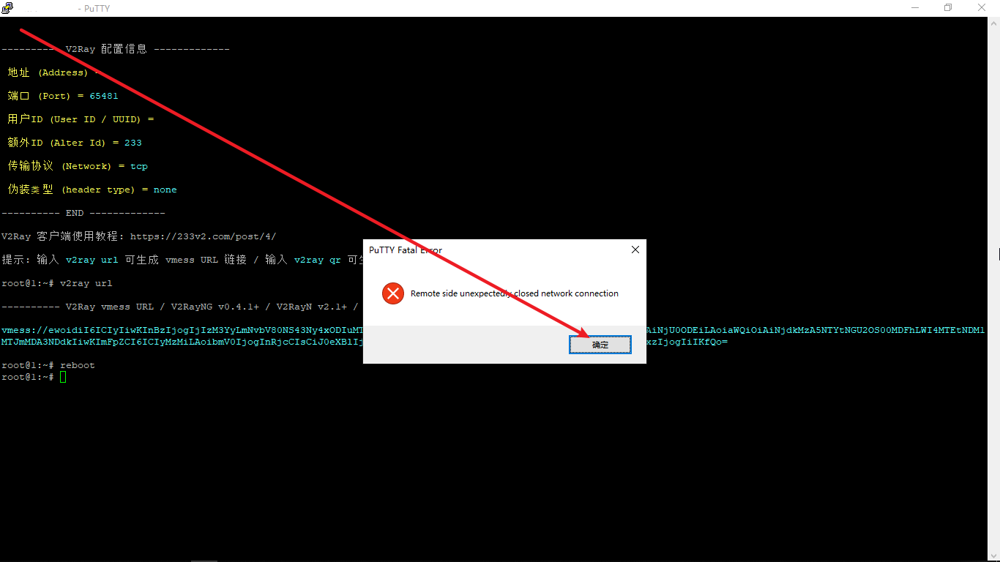 - PuTTY
---------- V2Ray 配置信息 -------------
地址 (Address) =
端口 (Port) = 65481
用户ID (User ID / UUID) =
额外ID (Alter Id) = 233
传输协议 (Network) = tcp
伪装类型 (header type) = none
---------- END -------------
V2Ray 客户端使用教程: https://233v2.com/post/4/
提示: 输入 v2ray url 可生成 vmess URL 链接 / 输入 v2ray qr 可生
root@1:~# v2ray url
---------- V2Ray vmess URL / V2RayNG v0.4.1+ / V2RayN v2.1+ /
vmess://ewoidiI6ICIyIiwKInBzIjogIjIzM3YyLmNvbV80NS43Ny4xODIuMT AiNjU0ODEiLAoiaWQiOiAiNjdkMzA5NTYtNGU2OS00MDFhLWI4MTEtNDM1
MTJmMDA3NDdkIiwKImFpZCI6ICIyMzMiLAoibmV0IjogInRjcCIsCiJ0eXBlIj xzIjogIiIKfQo=
root@1:~# reboot
root@1:~#
PuTTY Fatal Error
Remote side unexpectedly closed network connection
确定